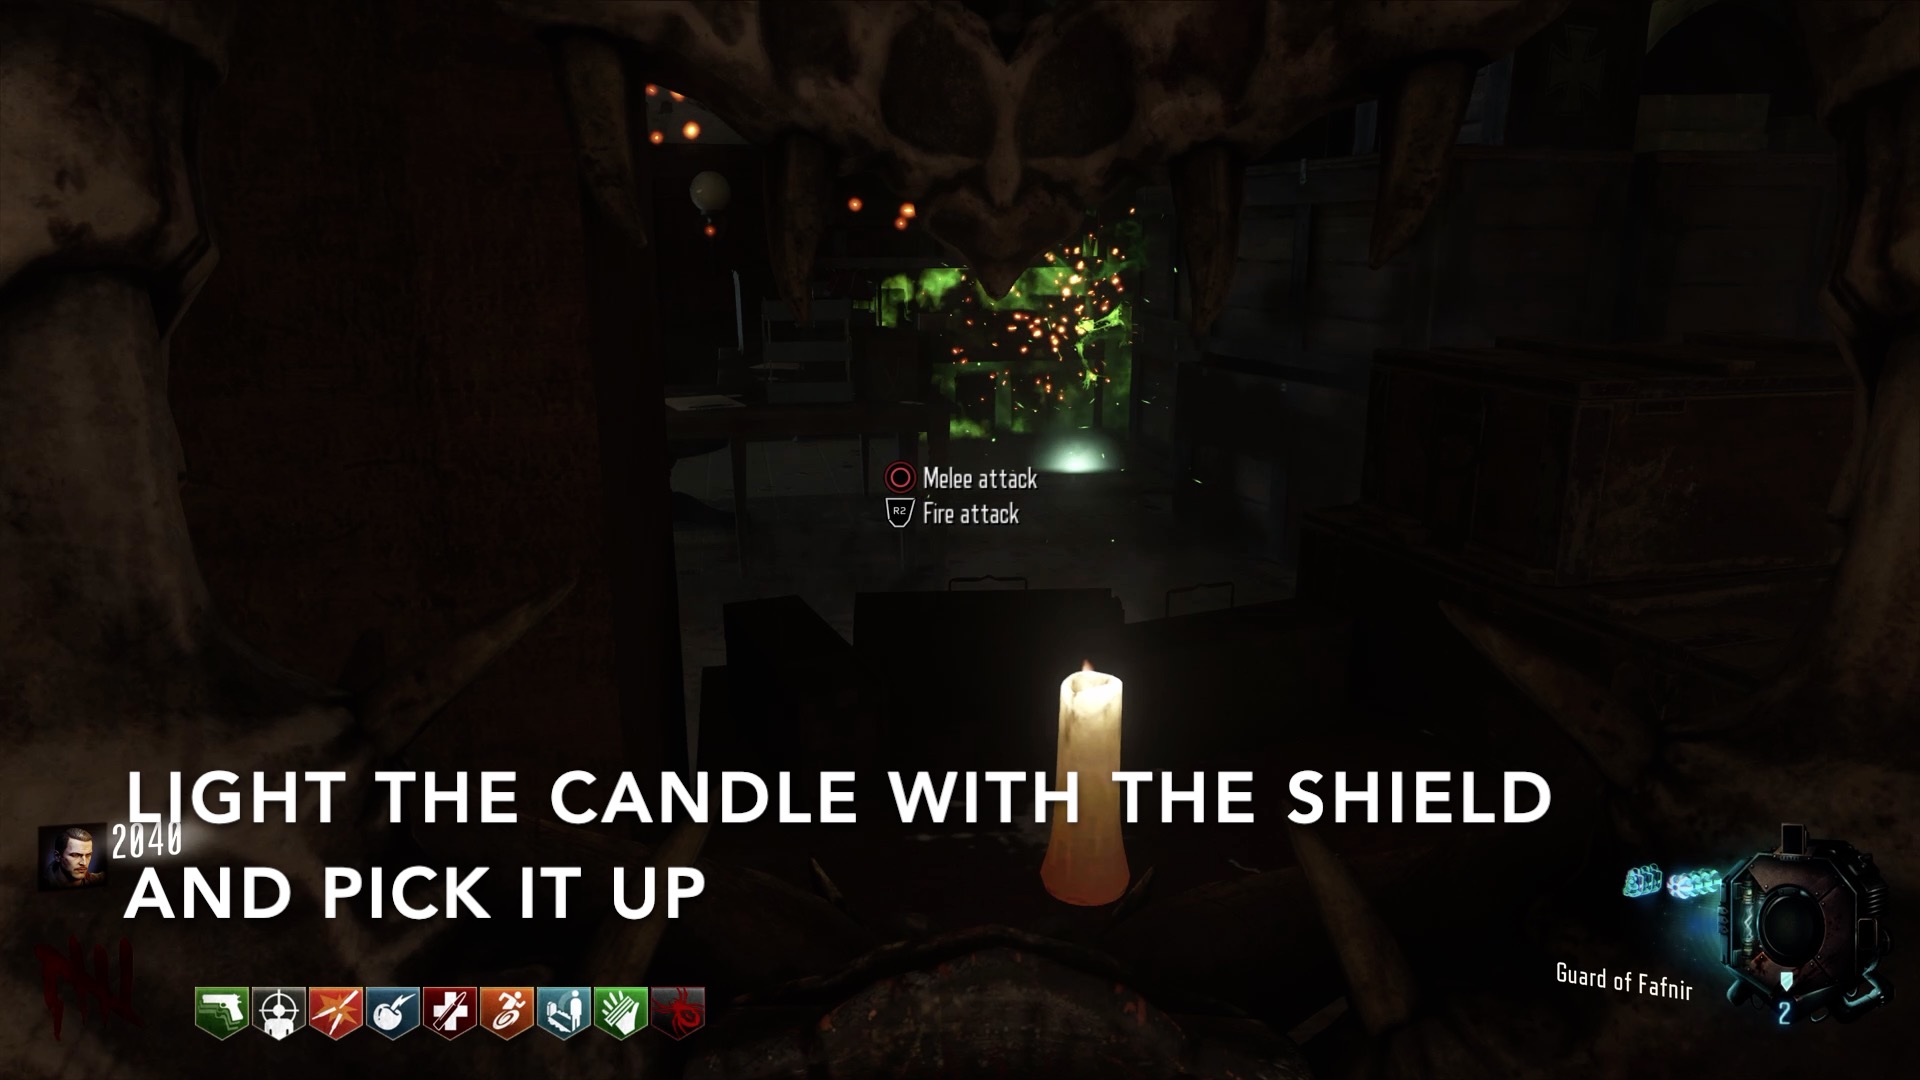 Melee attack
R2 Fire attack
LIGHT THE CANDLE WITH THE SHIELD
2040
AND PICK IT UP
Guard of Fafnir
2